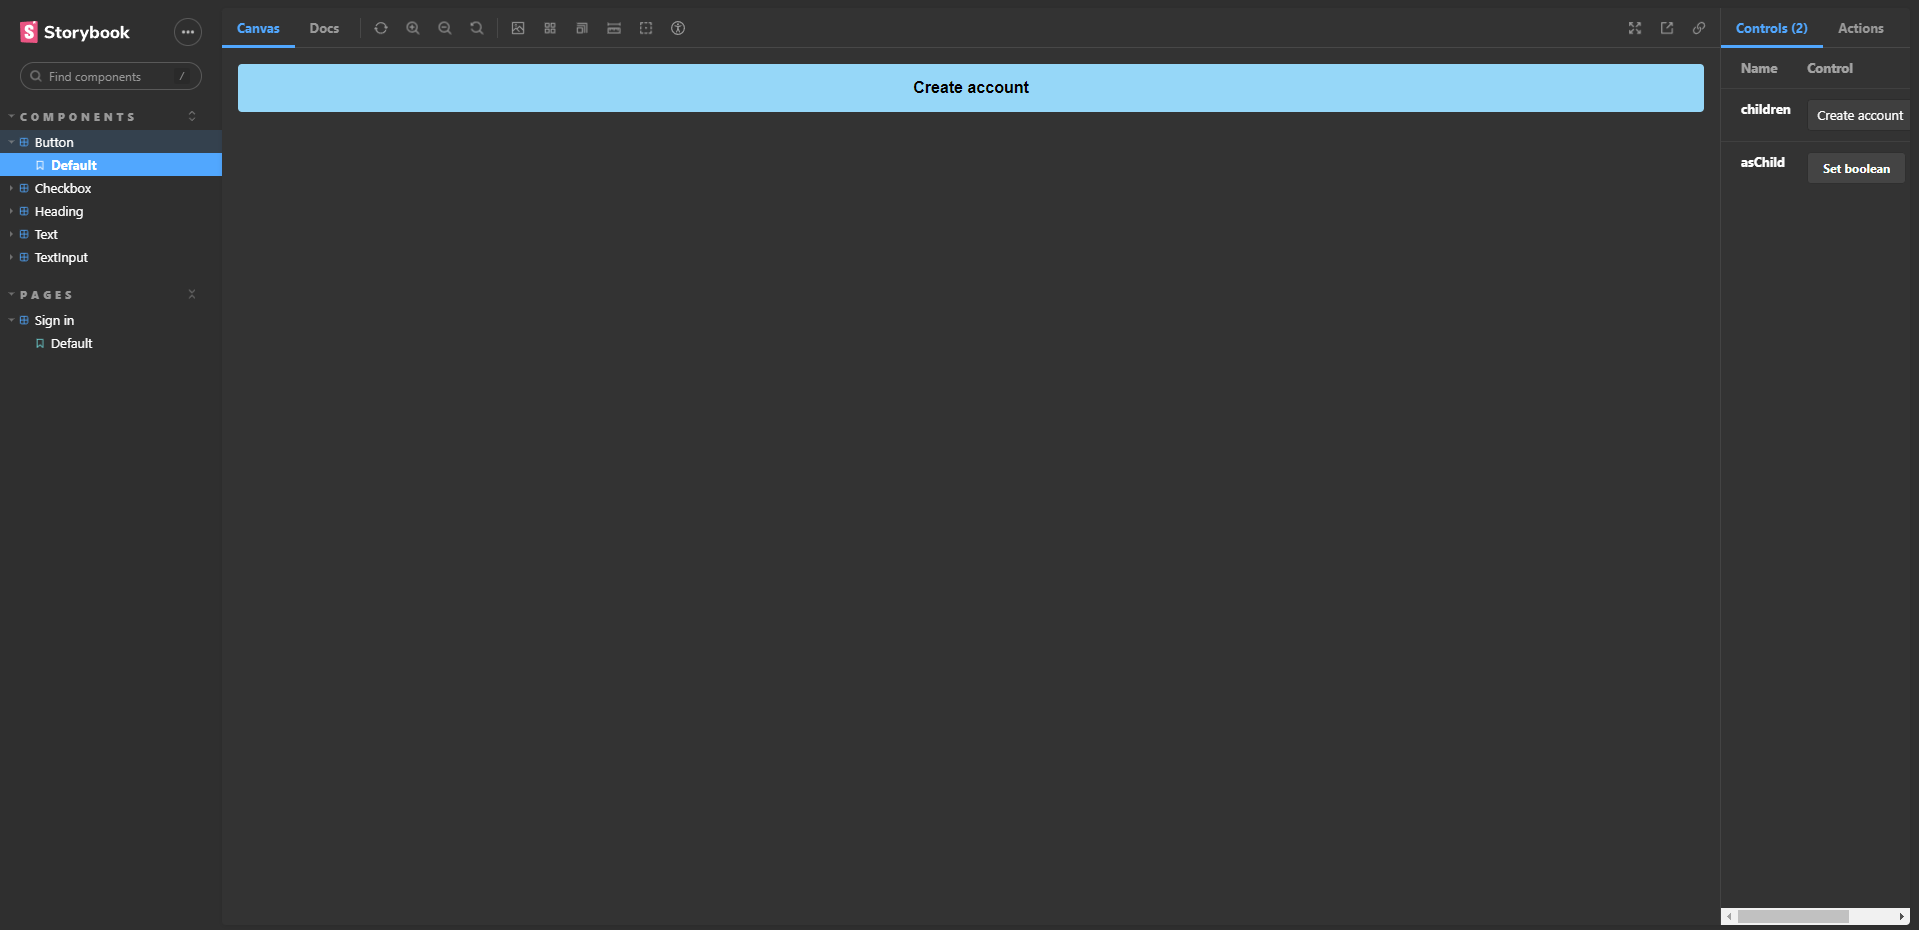 Storybook
Find components /
COMPONENTS
Button
Default
Checkbox
Heading
Text
TextInput
PAGES
Sign in
Default
Canvas Docs
Create account
Controls (2) Actions
Name Control
children Create account
asChild Set boolean